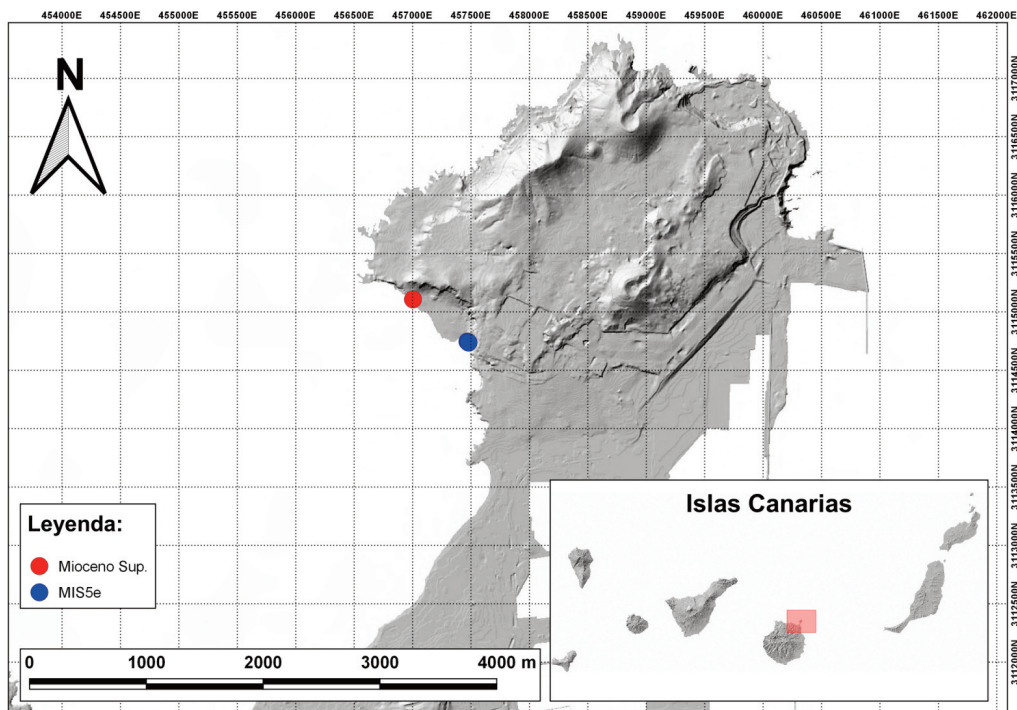 454000E 454500E 455000E 455500E 456000E 456500E 457000E 457500E 458000E 458500E 459000E 459500E 460000E 460500E 461000E 461500E 462000E
N
3117000N
3116500N
3116000N
3115500N
3115000N
3114500N
3114000N
3113500N
3113000N
3112500N
3112000N
Leyenda:
Mioceno Sup.
MIS5e
0 1000 2000 3000 4000 m
Islas Canarias